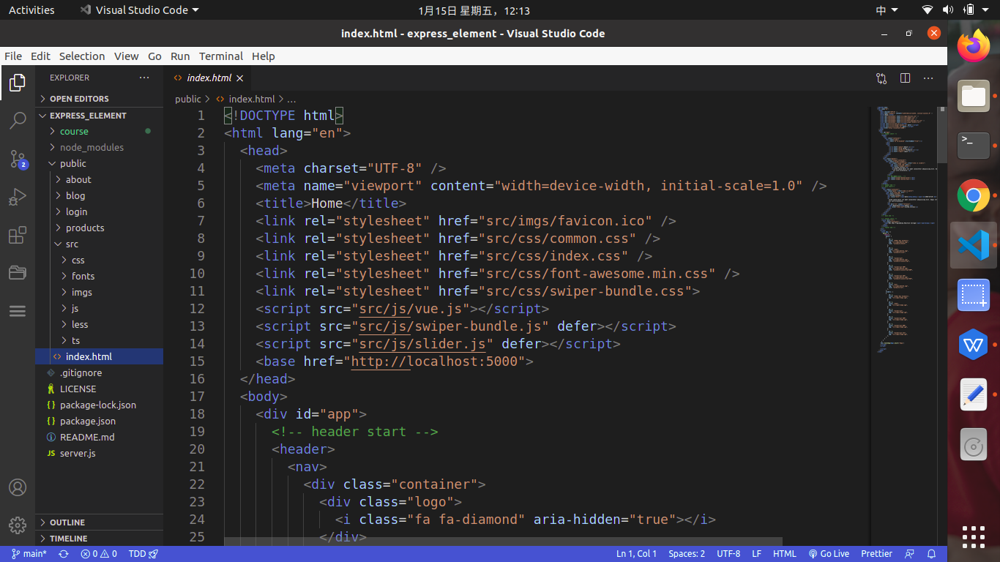 Activities
Visual Studio Code
1月15日 星期五，12:13
中
index.html - express_element - Visual Studio Code
File Edit Selection View Go Run Terminal Help
EXPLORER
OPEN EDITORS
EXPRESS_ELEMENT
course
node_modules
public
about
blog
login
products
src
css
fonts
imgs
js
less
ts
index.html
.gitignore
LICENSE
package-lock.json
package.json
README.md
JS server.js
OUTLINE
TIMELINE
2
index.html
public > index.html > ...
1 <!DOCTYPE html>
2 <html lang="en">
3 <head>
4 <meta charset="UTF-8" />
5 <meta name="viewport" content="width=device-width, initial-scale=1.0" />
6 <title>Home</title>
7 <link rel="stylesheet" href="src/imgs/favicon.ico" />
8 <link rel="stylesheet" href="src/css/common.css" />
9 <link rel="stylesheet" href="src/css/index.css" />
10 <link rel="stylesheet" href="src/css/font-awesome.min.css" />
11 <link rel="stylesheet" href="src/css/swiper-bundle.css">
12 <script src="src/js/vue.js"></script>
13 <script src="src/js/swiper-bundle.js" defer></script>
14 <script src="src/js/slider.js" defer></script>
15 <base href="http://localhost:5000">
16 </head>
17 <body>
18 <div id="app">
19 <!-- header start -->
20 <header>
21 <nav>
22 <div class="container">
23 <div class="logo">
24 <i class="fa fa-diamond" aria-hidden="true"></i>
25 </div>
main* 0 0 TDD Ln 1, Col 1 Spaces: 2 UTF-8 LF HTML Go Live Prettier